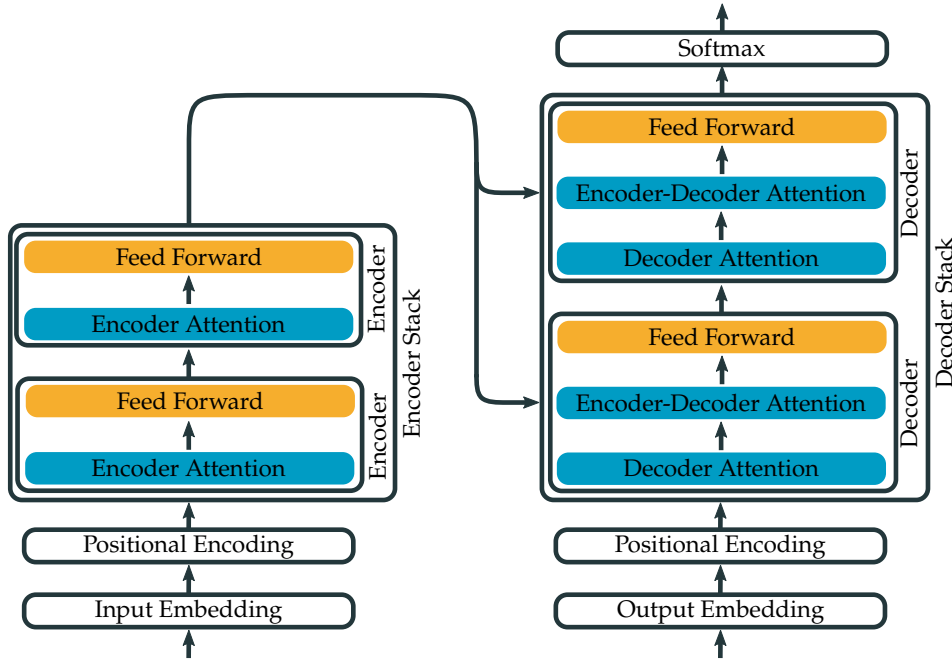 Softmax
Feed Forward
Encoder-Decoder Attention
Decoder Attention
Decoder
Feed Forward
Encoder-Decoder Attention
Decoder Attention
Decoder
Decoder Stack
Positional Encoding
Output Embedding
Feed Forward
Encoder Attention
Encoder
Feed Forward
Encoder Attention
Encoder
Encoder Stack
Positional Encoding
Input Embedding